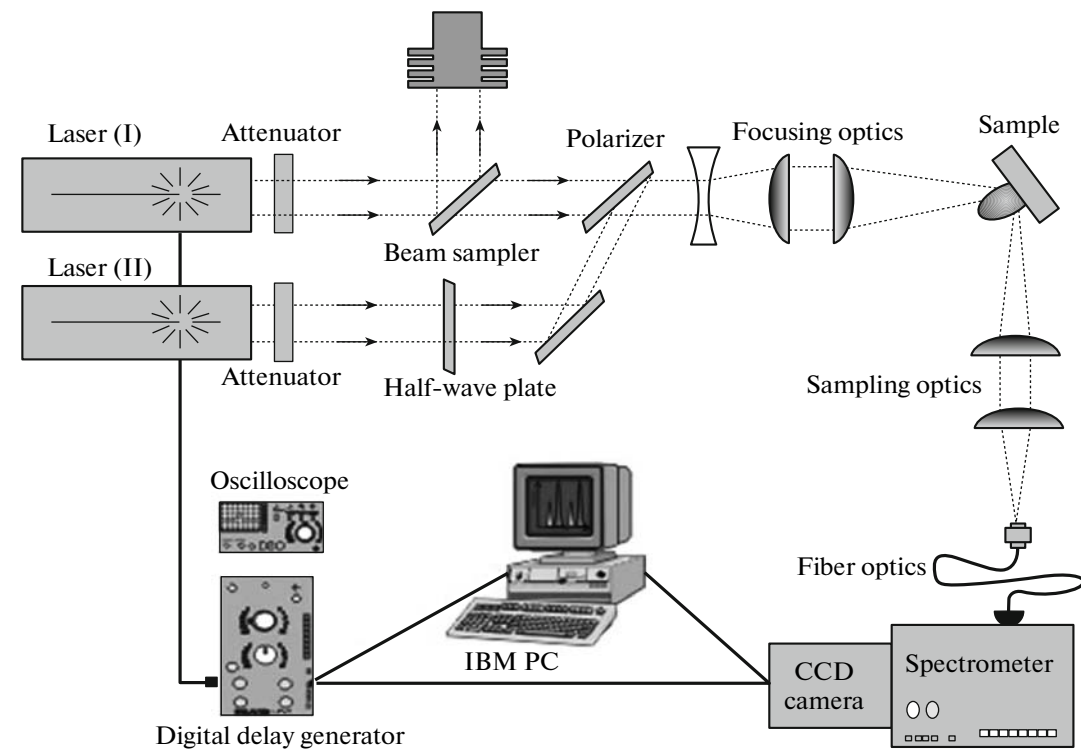 Laser (I)
Attenuator
Polarizer
Focusing optics
Sample
Beam sampler
Laser (II)
Attenuator
Half-wave plate
Sampling optics
Oscilloscope
Fiber optics
IBM PC
CCD
camera
Spectrometer
Digital delay generator